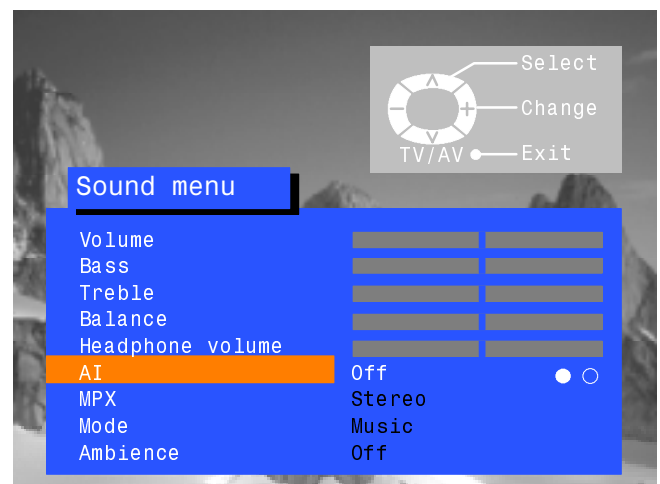 Select
Change
TV/AV Exit
Sound menu
Volume
Bass
Treble
Balance
Headphone volume
AI Off
MPX Stereo
Mode Music
Ambience Off